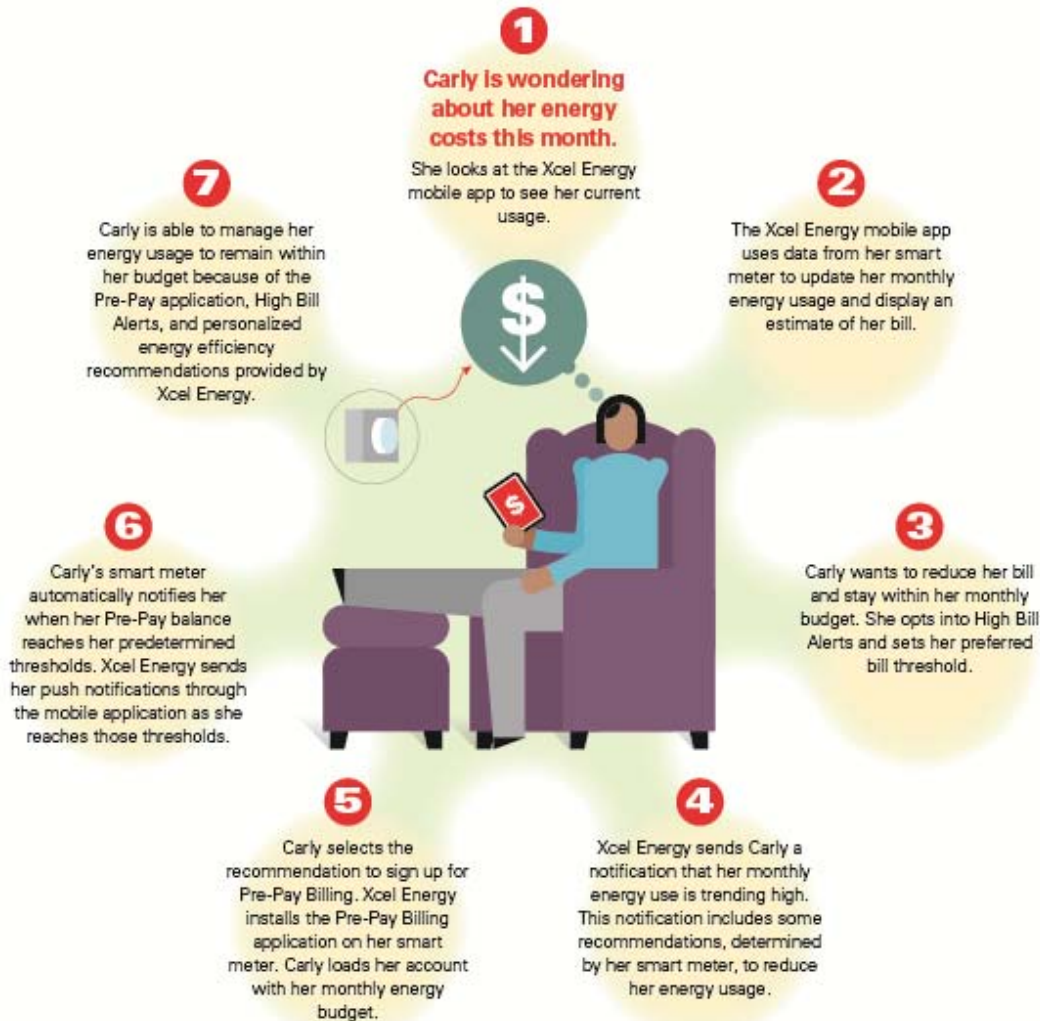 1
Carly is wondering
about her energy
costs this month.
She looks at the Xcel Energy
mobile app to see her current
usage.
2
The Xcel Energy mobile app
uses data from her smart
meter to update her monthly
energy usage and display an
estimate of her bill.
3
Carly wants to reduce her bill
and stay within her monthly
budget. She opts into High Bill
Alerts and sets her preferred
bill threshold.
4
Xcel Energy sends Carly a
notification that her monthly
energy use is trending high.
This notification includes some
recommendations, determined
by her smart meter, to reduce
her energy usage.
5
Carly selects the
recommendation to sign up for
Pre-Pay Billing. Xcel Energy
installs the Pre-Pay Billing
application on her smart
meter. Carly loads her account
with her monthly energy
budget.
6
Carly's smart meter
automatically notifies her
when her Pre-Pay balance
reaches her predetermined
thresholds. Xcel Energy sends
her push notifications through
the mobile application as she
reaches those thresholds.
7
Carly is able to manage her
energy usage to remain within
her budget because of the
Pre-Pay application, High Bill
Alerts, and personalized
energy efficiency
recommendations provided by
Xcel Energy.
$
$